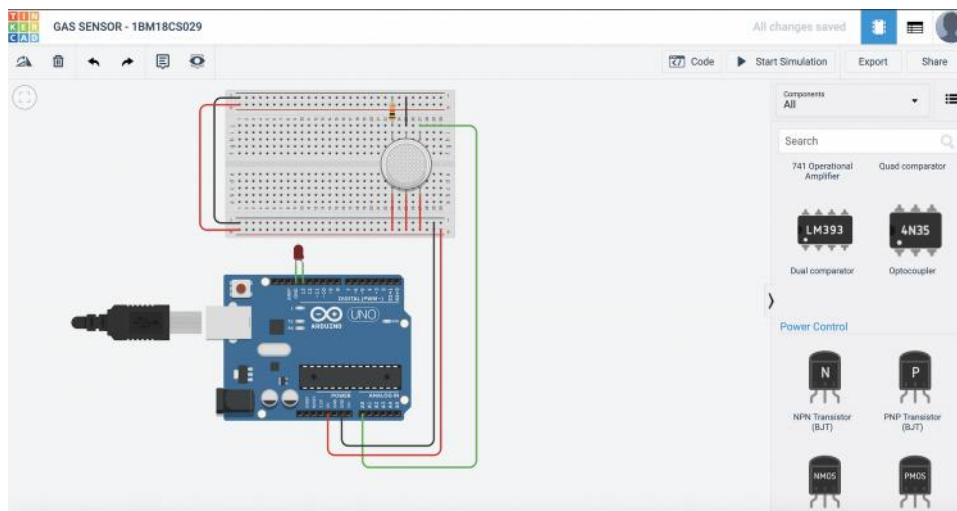 TIN
KER
CAD
GAS SENSOR - 1BM18CS029
All changes saved
Code
Start Simulation
Export
Share
Components
All
Search
741 Operational
Amplifier
Quad comparator
LM393
4N35
Dual comparator
Optocoupler
Power Control
N
P
NPN Transistor
(BJT)
PNP Transistor
(BJT)
NMOS
PMOS
DIGITAL (PWM~)
UNO
ARDUINO
POWER
ANALOG IN